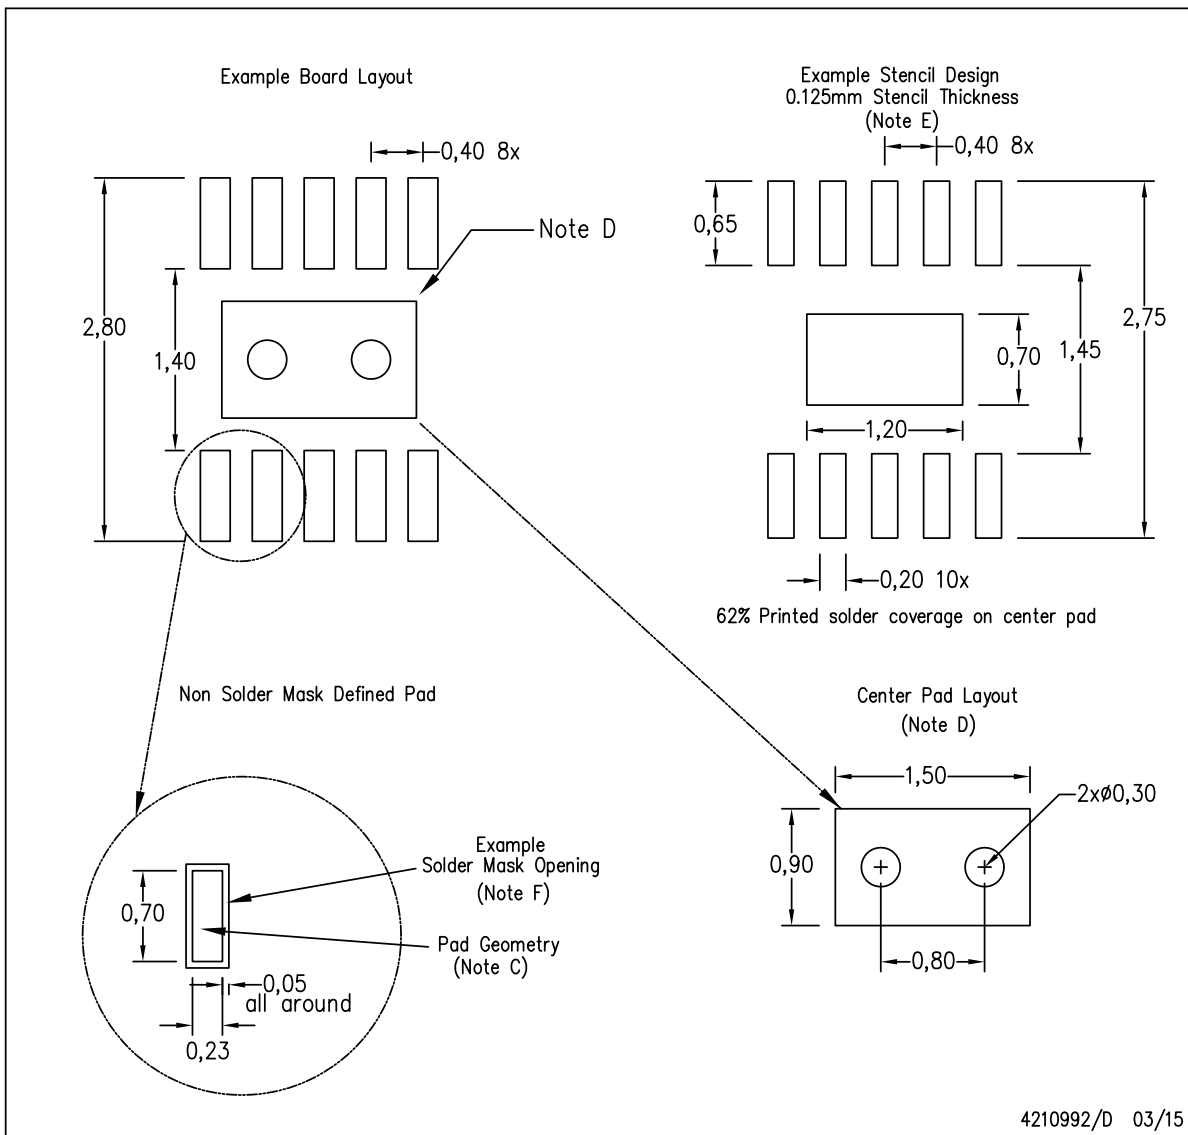 Example Board Layout
0,40 8x
Note D
2,80
1,40
Example Stencil Design
0.125mm Stencil Thickness
(Note E)
0,40 8x
0,65
2,75
1,45
0,70
1,20
0,20 10x
62% Printed solder coverage on center pad
Non Solder Mask Defined Pad
Example
Solder Mask Opening
(Note F)
0,70
Pad Geometry
(Note C)
0,05
all around
0,23
Center Pad Layout
(Note D)
1,50
2xø0,30
0,90
0,80
4210992/D 03/15